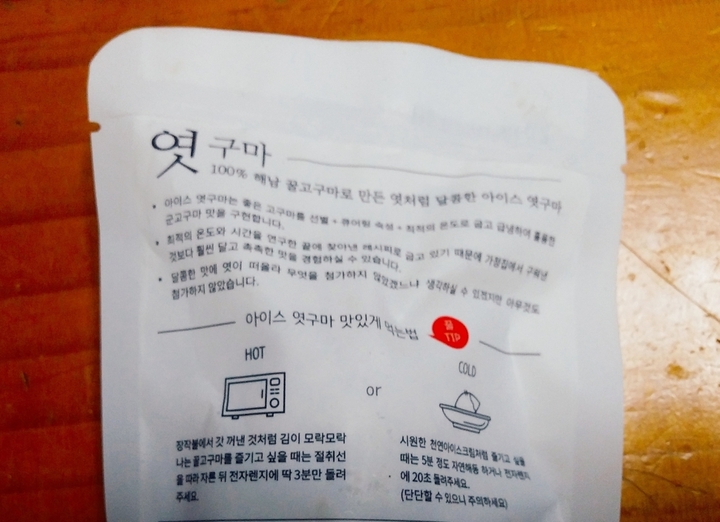 엿구마
100% 해남 꿀고구마로 만든 엿처럼 달콤한 아이스 엿구마
• 아이스 엿구마는 좋은 고구마를 선별 + 큐어링 숙성 + 최적의 온도로 굽고 급냉하여 훌륭한
군고구마 맛을 구현합니다.
• 최적의 온도와 시간을 연구한 끝에 찾아낸 레시피로 굽고 있기 때문에 가정집에서 구워낸
것보다 훨씬 달고 촉촉한 맛을 경험하실 수 있습니다.
• 달콤한 맛에 엿이 떠올라 무엇을 첨가하지 않았겠느냐 생각하실 수 있겠지만 아무것도
첨가하지 않았습니다.
아이스 엿구마 맛있게 먹는법
꿀
TIP
HOT
or
COLD
장작불에서 갓 꺼낸 것처럼 김이 모락모락
나는 꿀고구마를 즐기고 싶을 때는 절취선
을 따라 자른 뒤 전자렌지에 딱 3분만 돌려
주세요.
시원한 천연아이스크림처럼 즐기고 싶을
때는 5분 정도 자연해동 하거나 전자렌지
에 20초 돌려주세요.
(단단할 수 있으니 주의하세요)